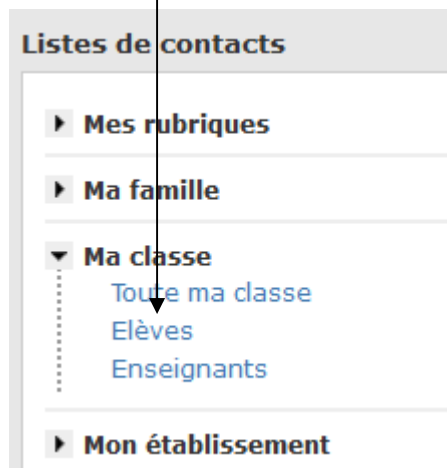 Listes de contacts
Mes rubriques
Ma famille
Ma classe
Toute ma classe
Elèves
Enseignants
Mon établissement